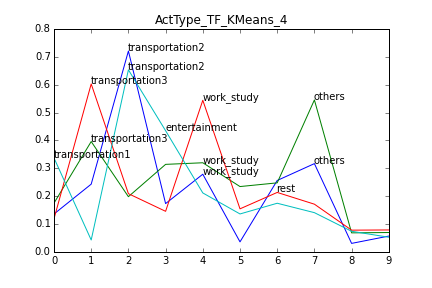 ActType_TF_KMeans_4
0.8
transportation2
0.7
transportation2
transportation3
0.6
work_study
others
0.5
entertainment
0.4
transportation3
transportation1
work_study
others
0.3
work_study
rest
0.2
0.1
0.0
0 1 2 3 4 5 6 7 8 9